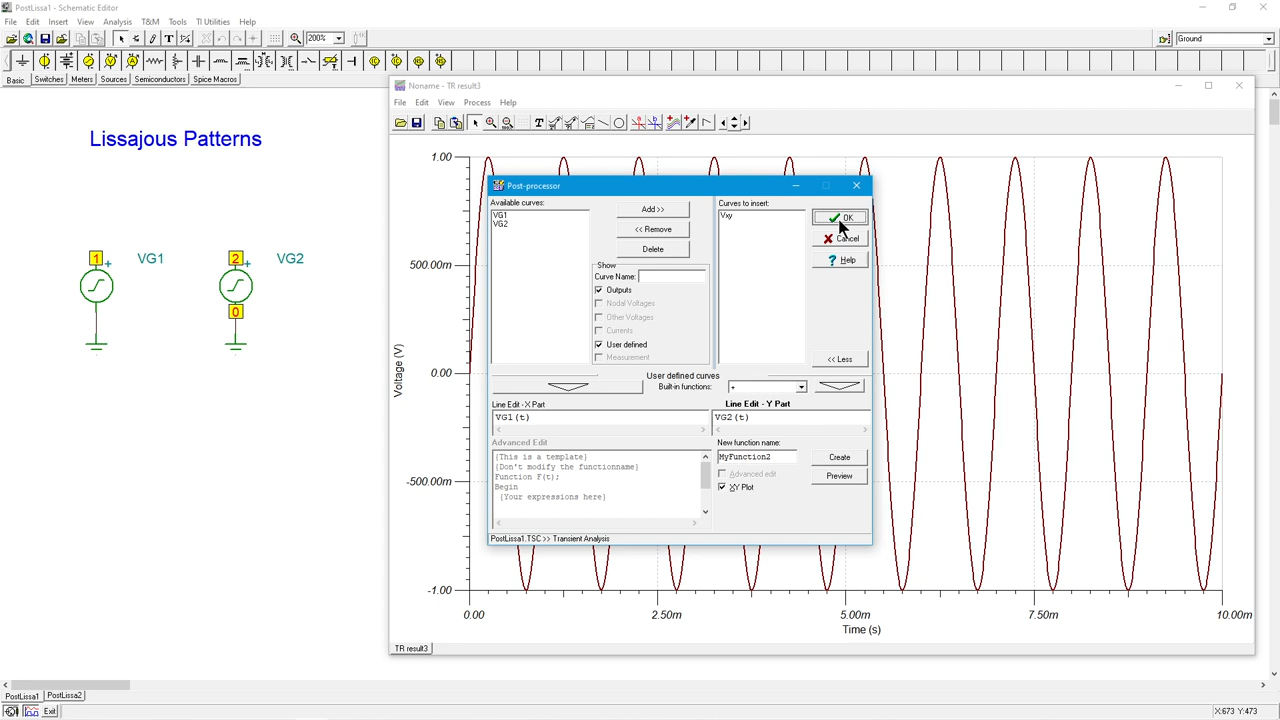 PostLissa1 - Schematic Editor
File Edit Insert View Analysis T&M Tools TI Utilities Help
200%
Ground
Basic Switches Meters Sources Semiconductors Spice Macros
Noname - TR result3
File Edit View Process Help
Lissajous Patterns
1 + VG1
2 + VG2
0
Voltage (V)
1.00
500.00m
0.00
-500.00m
-1.00
0.00 2.50m 5.00m 7.50m 10.00m
Time (s)
TR result3
Post-processor
Available curves:
VG1
VG2
Add >>
<< Remove
Delete
Curves to insert:
Vxy
OK
Cancel
? Help
Show
Curve Name:
Outputs
Nodal Voltages
Other Voltages
Currents
User defined
Measurement
<< Less
User defined curves
Built-in functions: +
Line Edit - X Part
VG1(t)
Line Edit - Y Part
VG2(t)
Advanced Edit
{This is a template}
{Don't modify the functionname}
Function F(t);
Begin
{Your expressions here}
New function name:
MyFunction2
Create
Advanced edit
Preview
XY Plot
PostLissa1.TSC >> Transient Analysis
PostLissa1 PostLissa2
Exit
X:673 Y:473